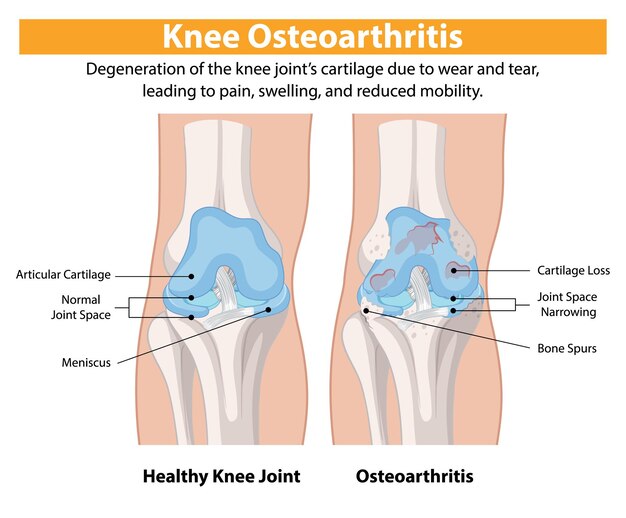 Knee Osteoarthritis
Degeneration of the knee joint's cartilage due to wear and tear,
leading to pain, swelling, and reduced mobility.
Articular Cartilage
Normal
Joint Space
Meniscus
Cartilage Loss
Joint Space
Narrowing
Bone Spurs
Healthy Knee Joint
Osteoarthritis